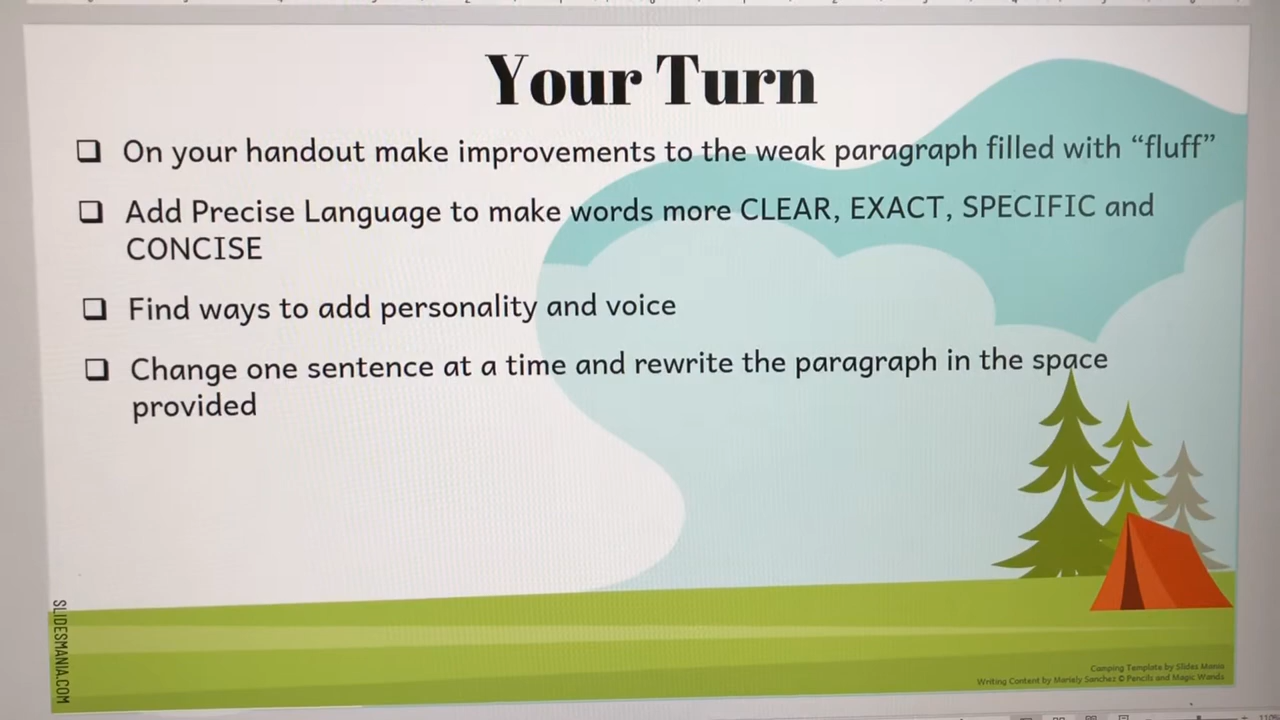 Your Turn
❑ On your handout make improvements to the weak paragraph filled with “fluff”
❑ Add Precise Language to make words more CLEAR, EXACT, SPECIFIC and
CONCISE
❑ Find ways to add personality and voice
❑ Change one sentence at a time and rewrite the paragraph in the space
provided
SLIDESMANIA.COM
Camping Template by Slides Mania
Writing Content by Mariely Sanchez © Pencils and Magic Wands